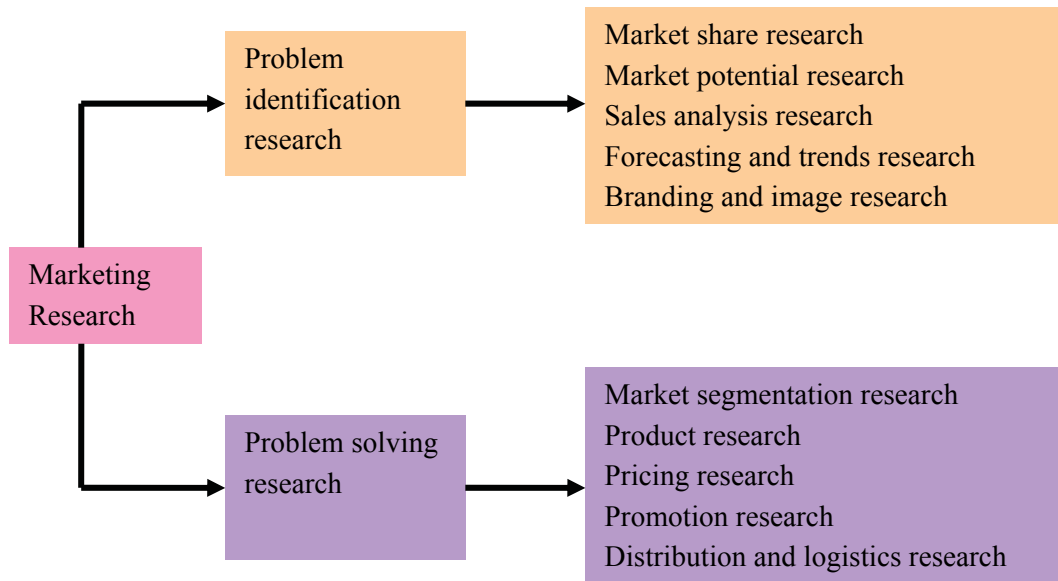 Problem
identification
research
Market share research
Market potential research
Sales analysis research
Forecasting and trends research
Branding and image research
Marketing
Research
Problem solving
research
Market segmentation research
Product research
Pricing research
Promotion research
Distribution and logistics research